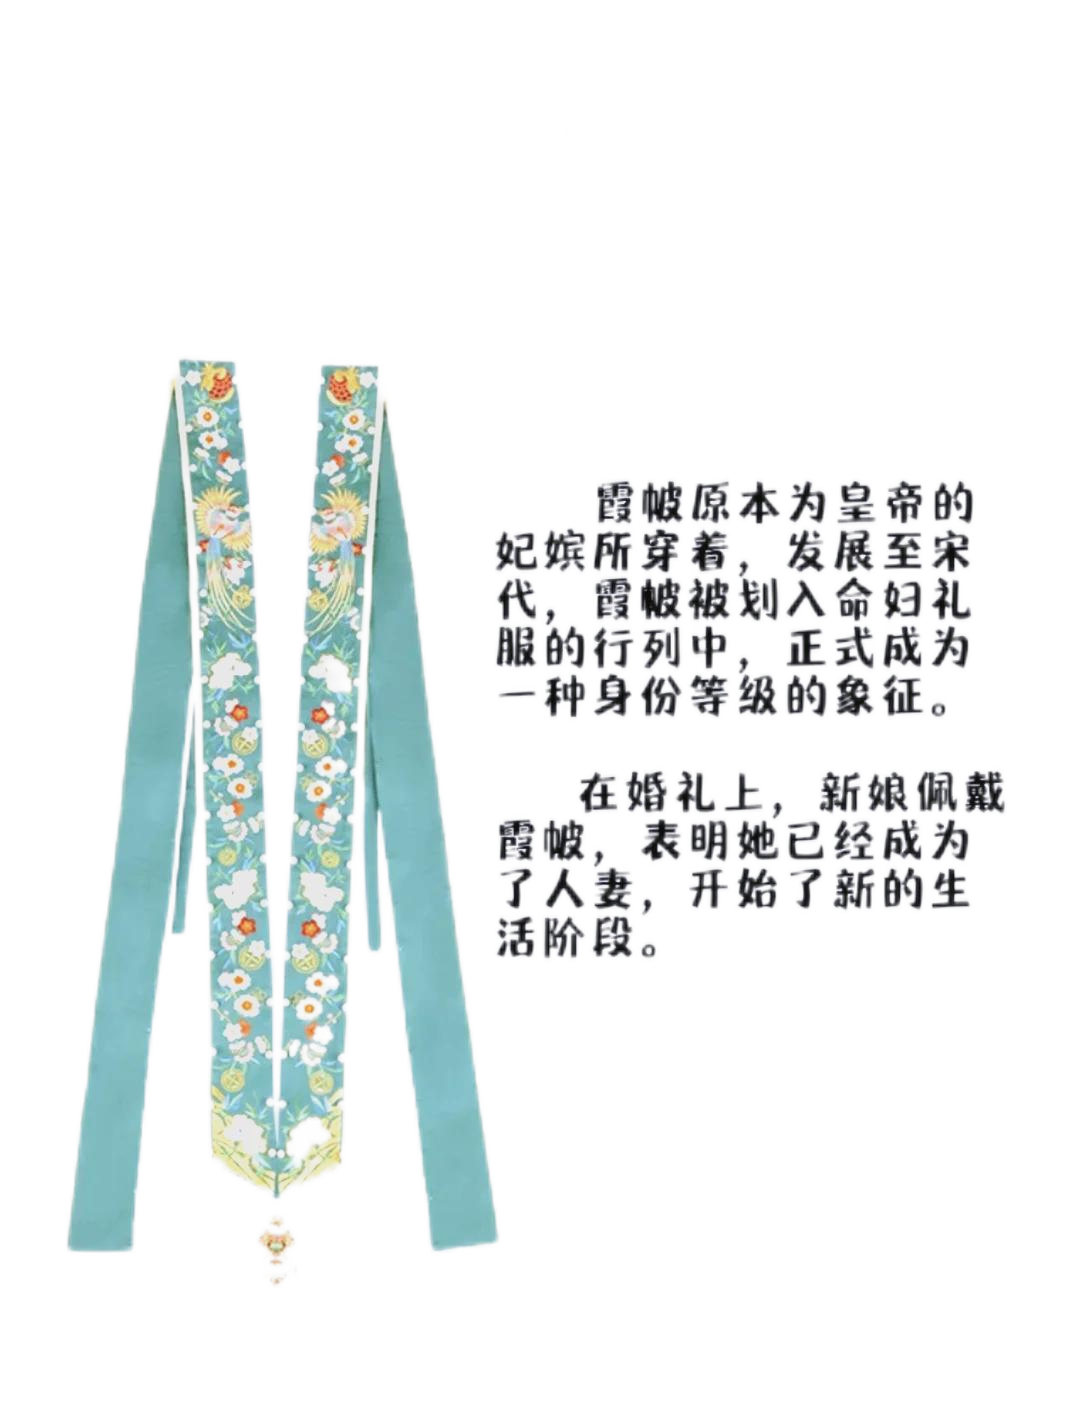 霞帔原本为皇帝的
妃嫔所穿着，发展至宋
代，霞帔被划入命妇礼
服的行列中，正式成为
一种身份等级的象征。
在婚礼上，新娘佩戴
霞帔，表明她已经成为
了人妻，开始了新的生
活阶段。